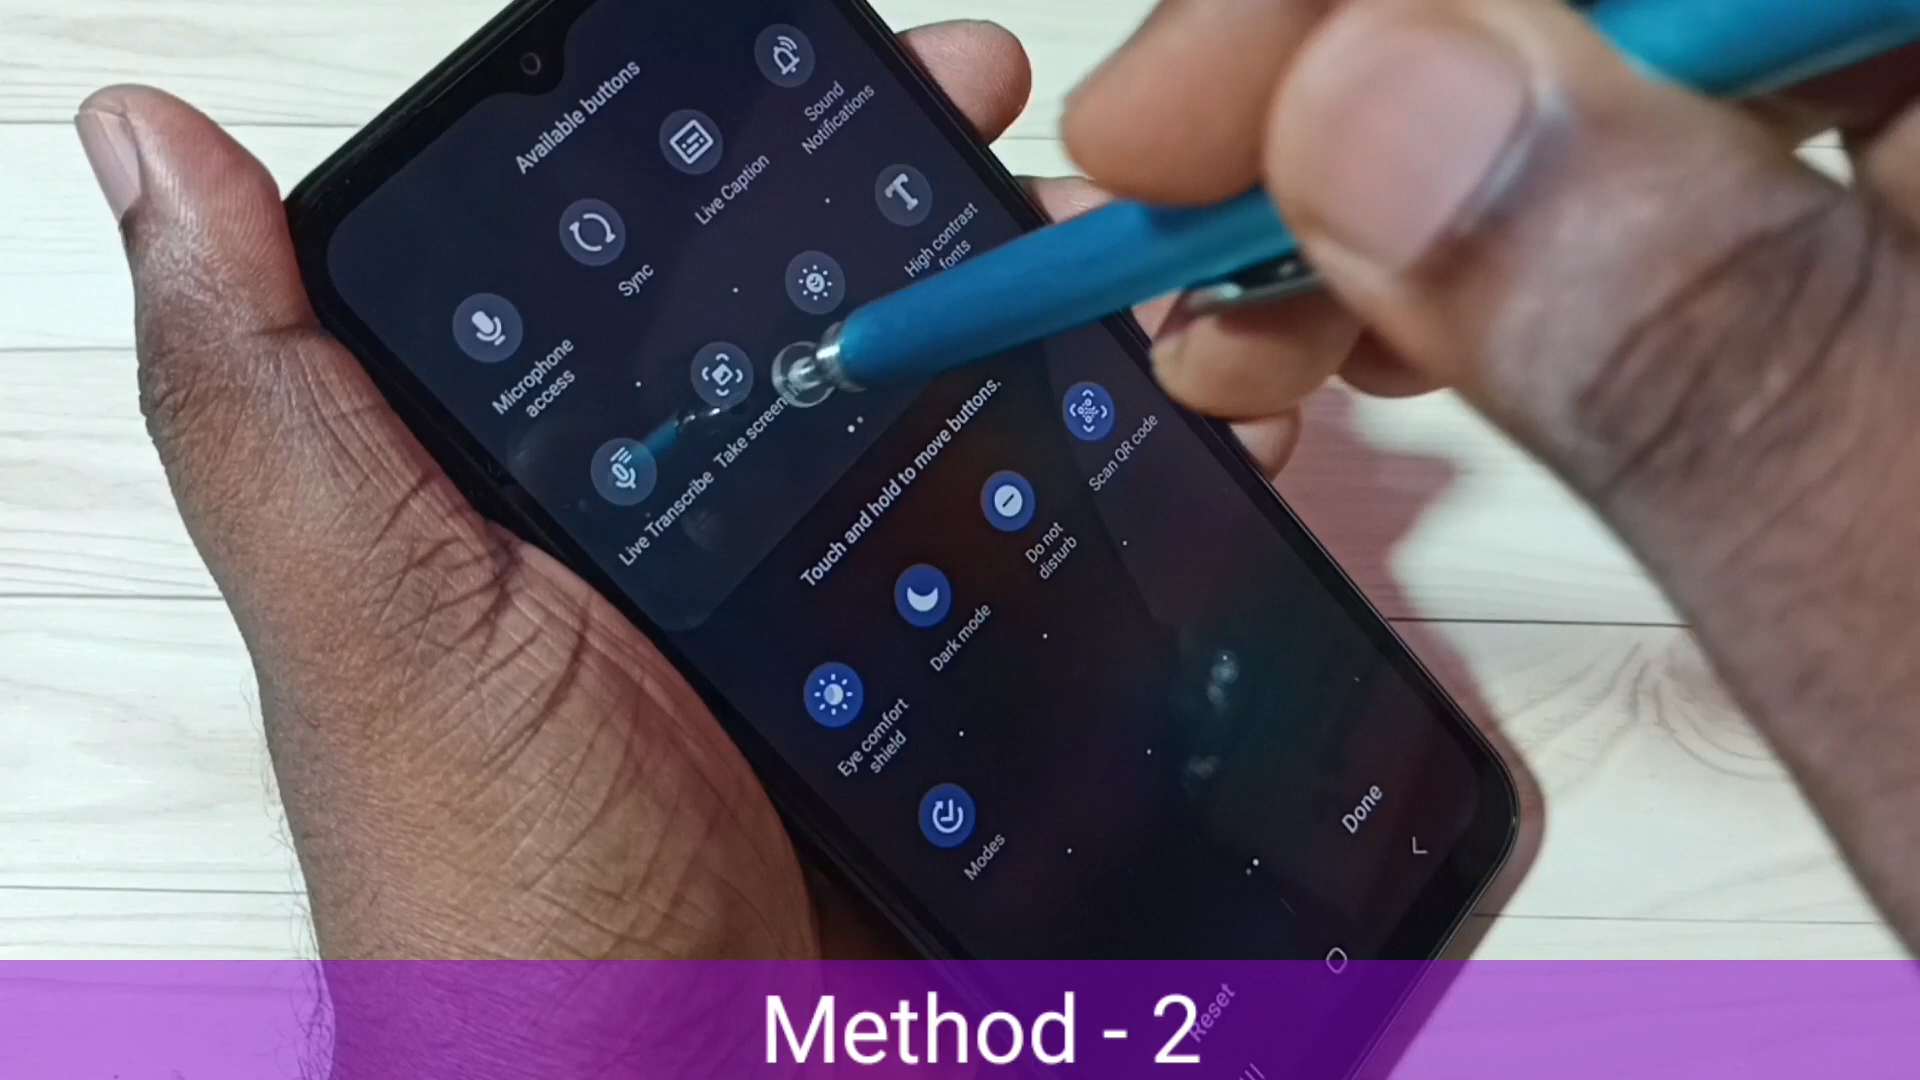 Available buttons
Microphone
access
Sync
Live Caption
Sound
Notifications
Live Transcribe
Take screen
High contrast
fonts
Touch and hold to move buttons.
Eye comfort
shield
Dark mode
Do not
disturb
Scan QR code
Modes
Reset
Done
Method - 2